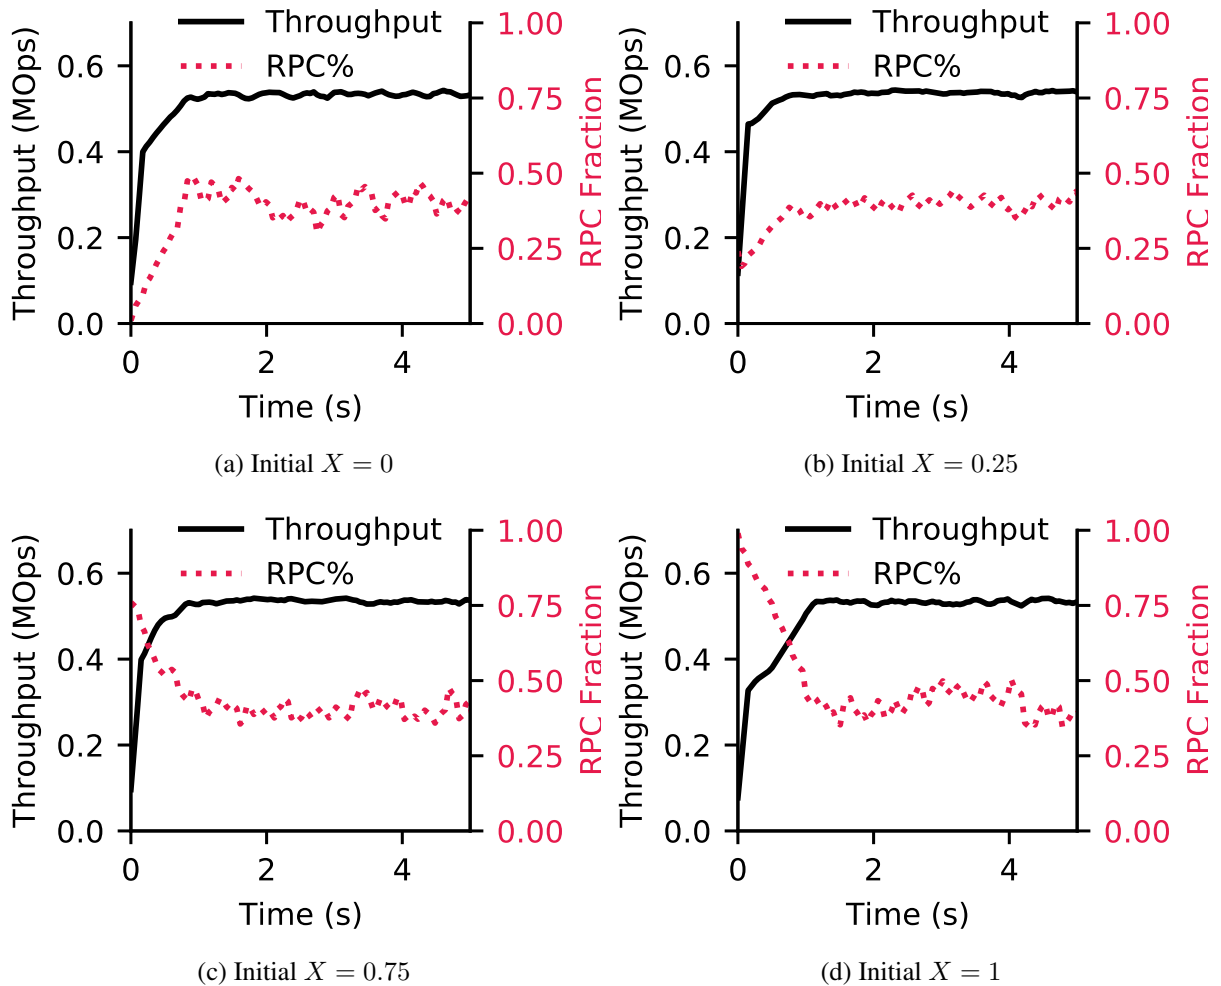 Throughput
RPC%
Throughput (MOps)
0.6
0.4
0.2
0.0
1.00
0.75
0.50
0.25
0.00
RPC Fraction
0
2
4
Time (s)
(a) Initial X = 0
Throughput
RPC%
Throughput (MOps)
0.6
0.4
0.2
0.0
1.00
0.75
0.50
0.25
0.00
RPC Fraction
0
2
4
Time (s)
(b) Initial X = 0.25
Throughput
RPC%
Throughput (MOps)
0.6
0.4
0.2
0.0
1.00
0.75
0.50
0.25
0.00
RPC Fraction
0
2
4
Time (s)
(c) Initial X = 0.75
Throughput
RPC%
Throughput (MOps)
0.6
0.4
0.2
0.0
1.00
0.75
0.50
0.25
0.00
RPC Fraction
0
2
4
Time (s)
(d) Initial X = 1